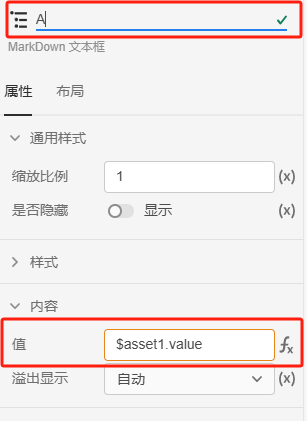 A
MarkDown 文本框
属性 布局
通用样式
缩放比例 1 (x)
是否隐藏 显示 (x)
样式
内容
值 $asset1.value fx
溢出显示 自动 (x)